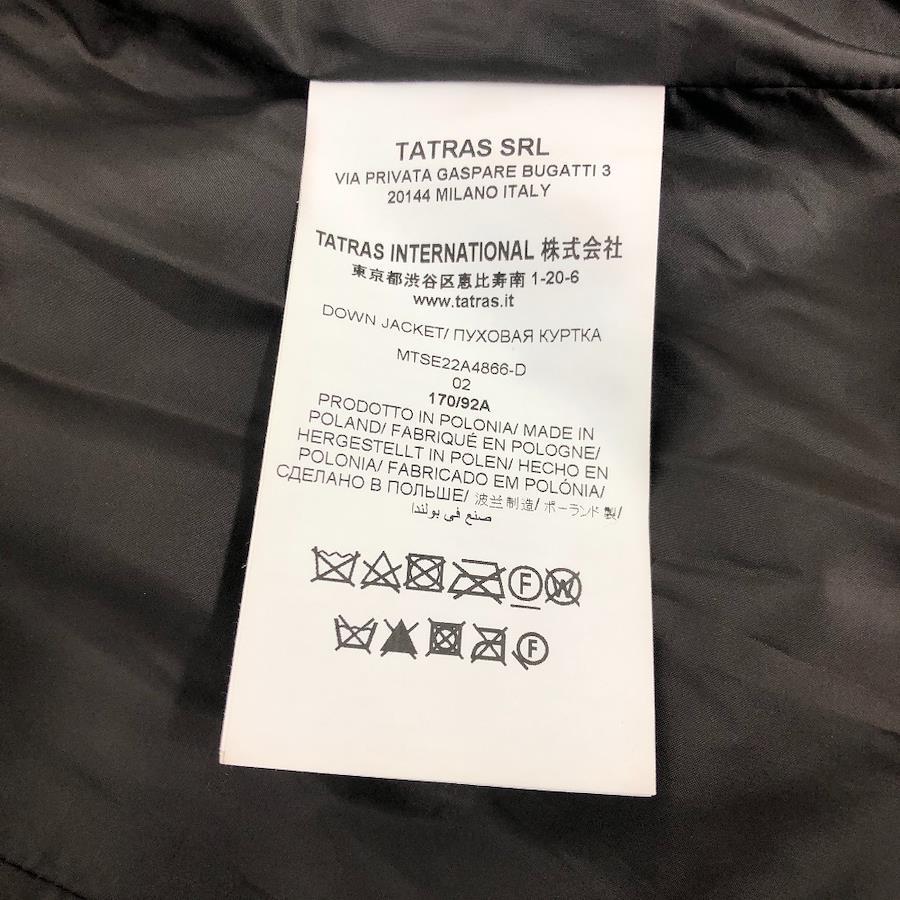 TATRAS SRL
VIA PRIVATA GASPARE BUGATTI 3
20144 MILANO ITALY
TATRAS INTERNATIONAL 株式会社
東京都渋谷区恵比寿南 1-20-6
www.tatras.it
DOWN JACKET/ ПУХОВАЯ КУРТКА
MTSE22A4866-D
02
170/92A
PRODOTTO IN POLONIA/ MADE IN
POLAND/ FABRIQUÉ EN POLOGNE/
HERGESTELLT IN POLEN/ HECHO EN
POLONIA/ FABRICADO EM POLÓNIA/
СДЕЛАНО В ПОЛЬШЕ/ 波兰制造/ ポーランド製/
صنع في بولندا
F W
F